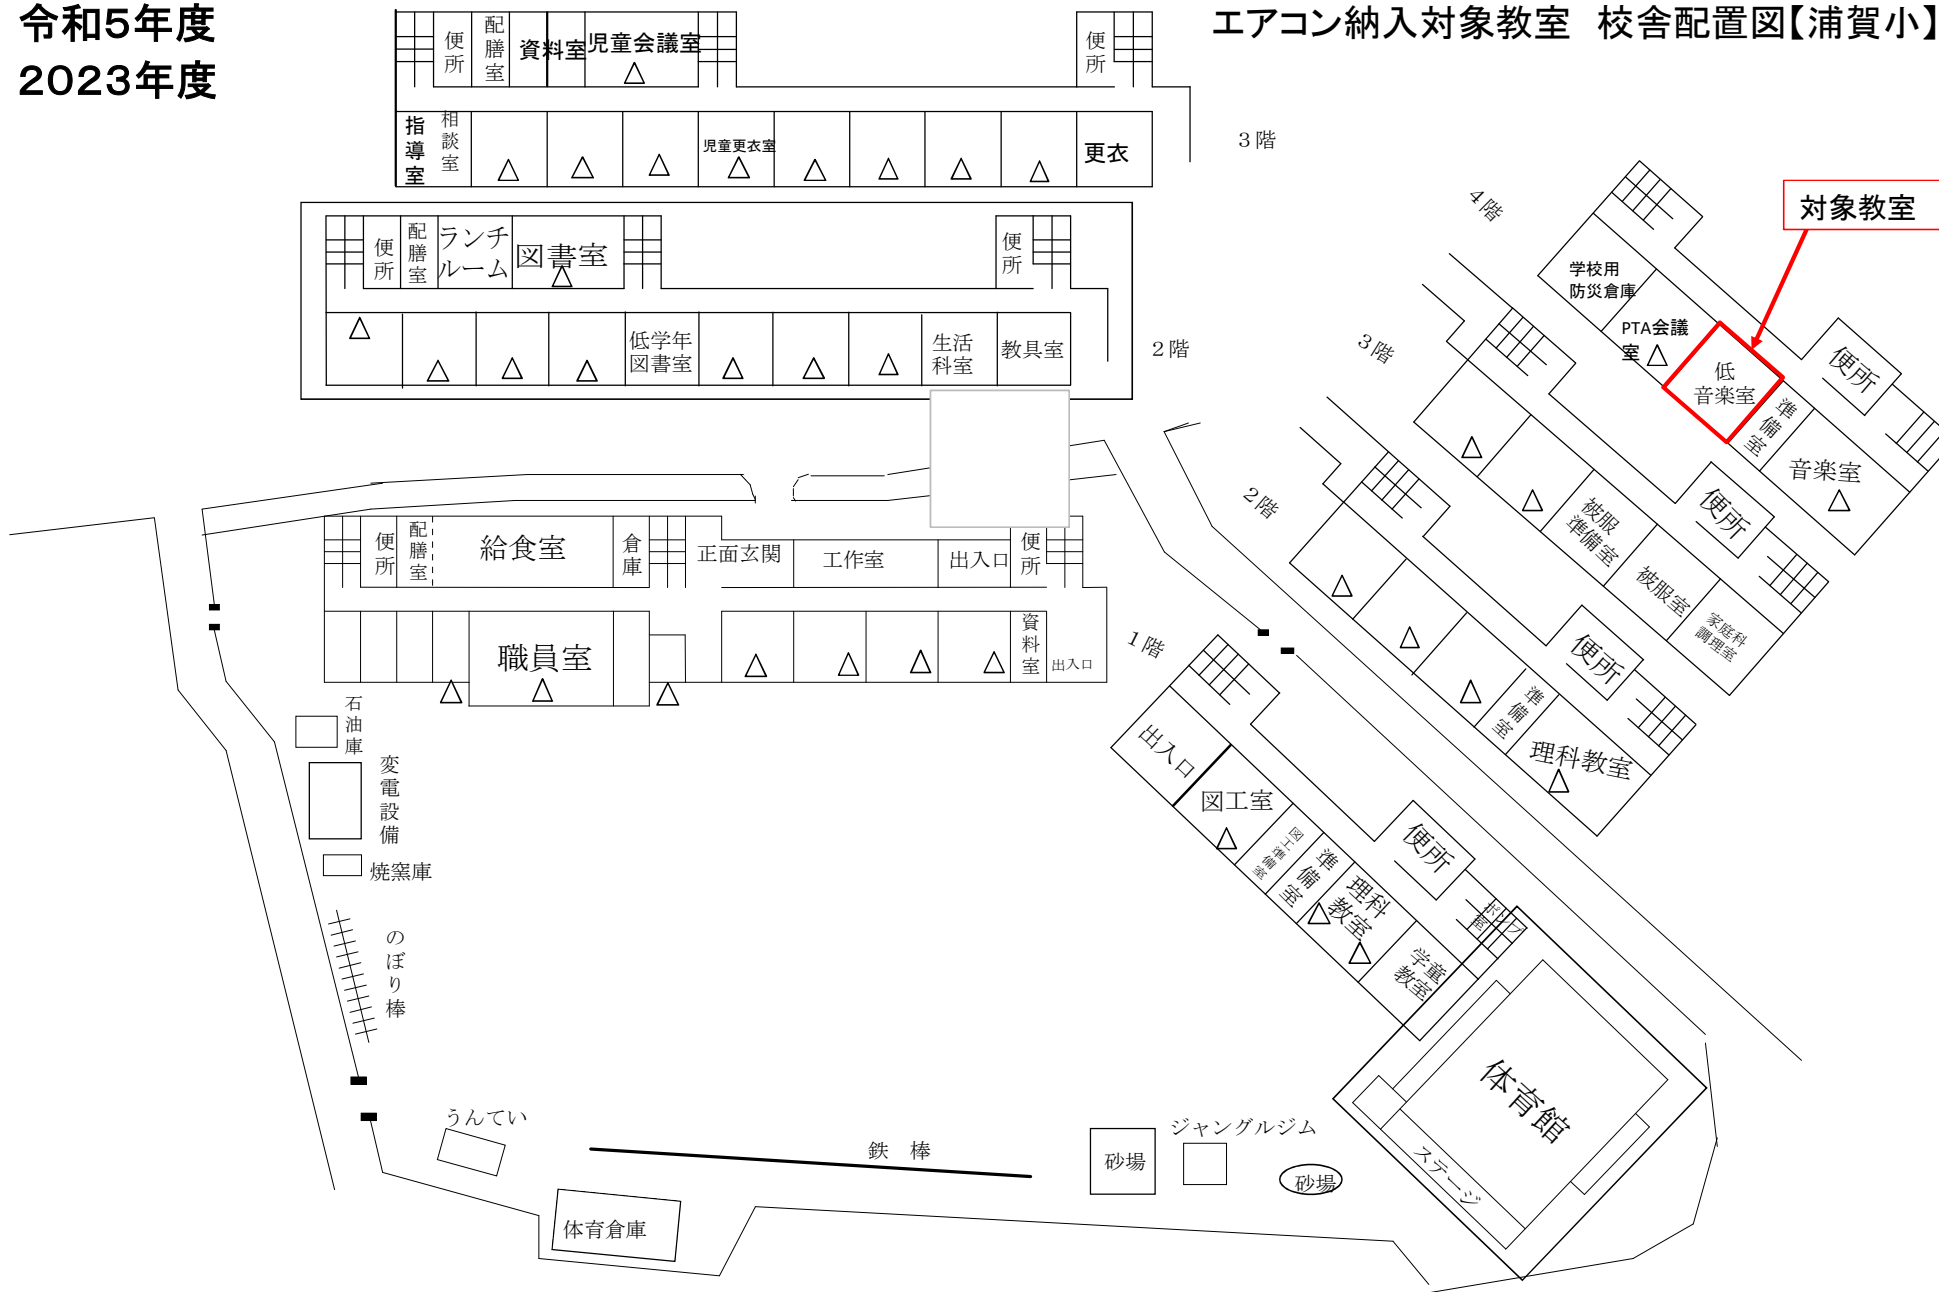 令和5年度
2023年度
エアコン納入対象教室　校舎配置図【浦賀小】
便所
配膳室
資料室
児童会議室
△
便所
指導室
相談室
△
△
△
児童更衣室
△
△
△
△
△
更衣
3階
便所
配膳室
ランチ
ルーム
図書室
△
便所
△
△
△
△
低学年
図書室
△
△
△
生活
科室
教具室
2階
便所
配膳室
給食室
倉庫
正面玄関
工作室
出入口
便所
職員室
△
△
△
△
△
△
△
資料室
出入口
4階
対象教室
学校用
防災倉庫
PTA会議
室
△
低
音楽室
準備室
音楽室
△
便所
3階
△
△
被服
準備室
被服室
家庭科
調理室
便所
2階
△
△
△
準備室
理科教室
△
便所
1階
出入口
図工室
△
図工準備室
準備室
△
理科
教室
△
学童
教室
便所
ポンプ
室
体育館
ステージ
石油庫
変電設備
焼窯庫
のぼり棒
うんてい
鉄　棒
体育倉庫
砂場
ジャングルジム
砂場